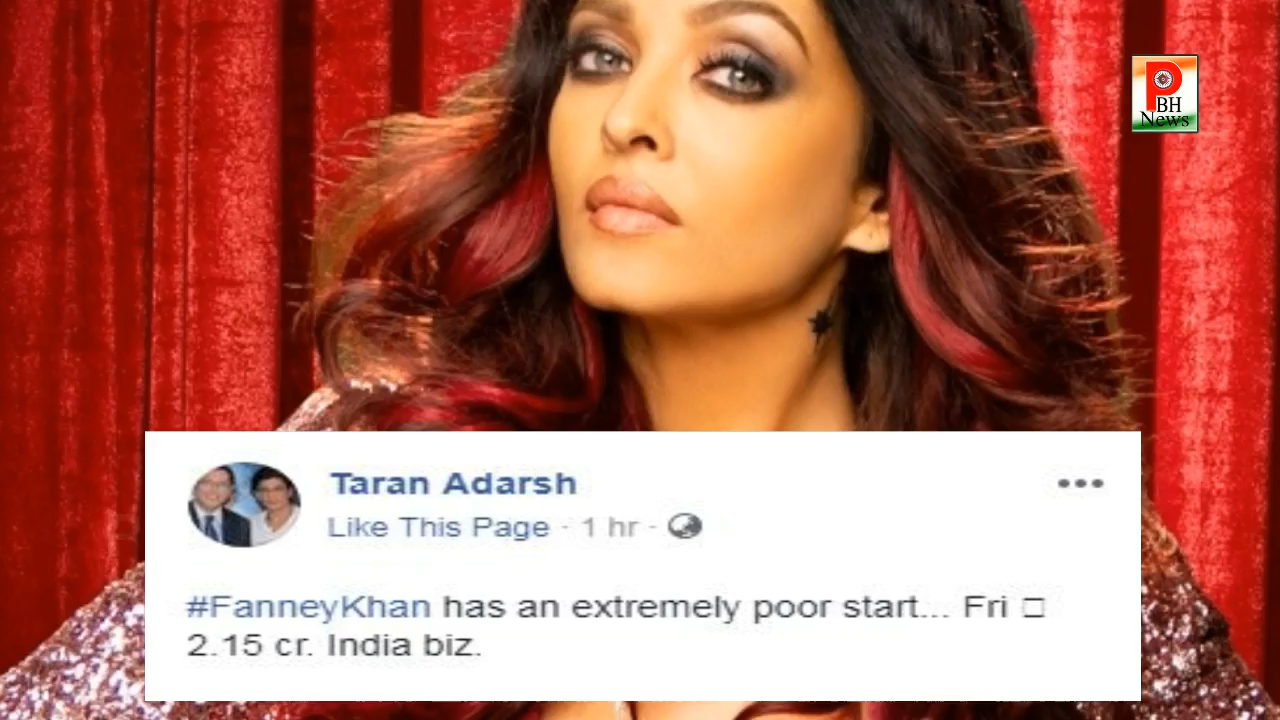 P
BH
News
Taran Adarsh
Like This Page · 1 hr ·
#FanneyKhan has an extremely poor start... Fri □
2.15 cr. India biz.